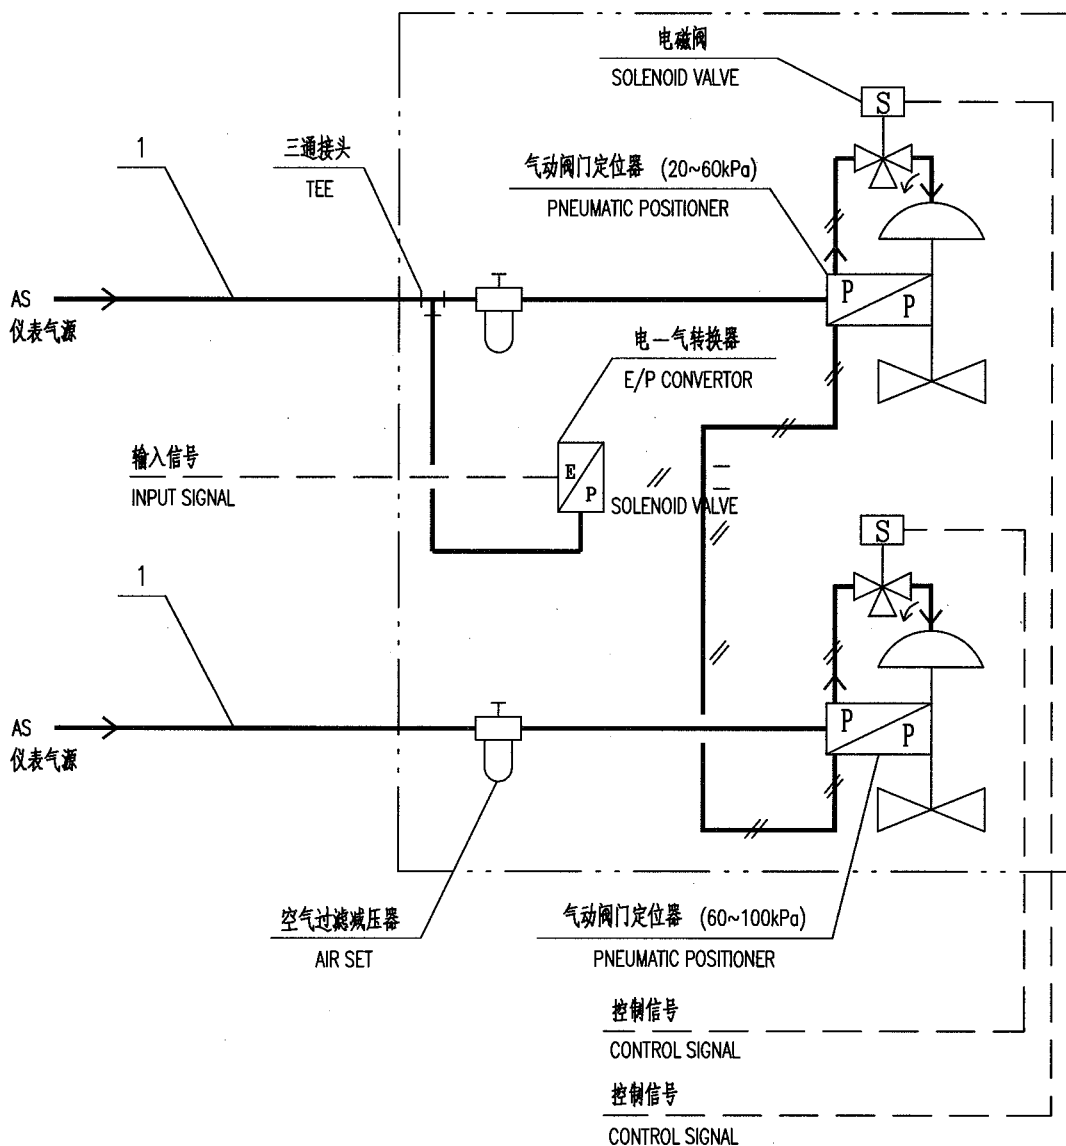 电磁阀
SOLENOID VALVE
S
1
三通接头
TEE
气动阀门定位器 (20~60kPa)
PNEUMATIC POSITIONER
AS
仪表气源
P
P
电一气转换器
E/P CONVERTOR
输入信号
INPUT SIGNAL
E
P
SOLENOID VALVE
S
1
AS
仪表气源
P
P
空气过滤减压器
AIR SET
气动阀门定位器 (60~100kPa)
PNEUMATIC POSITIONER
控制信号
CONTROL SIGNAL
控制信号
CONTROL SIGNAL